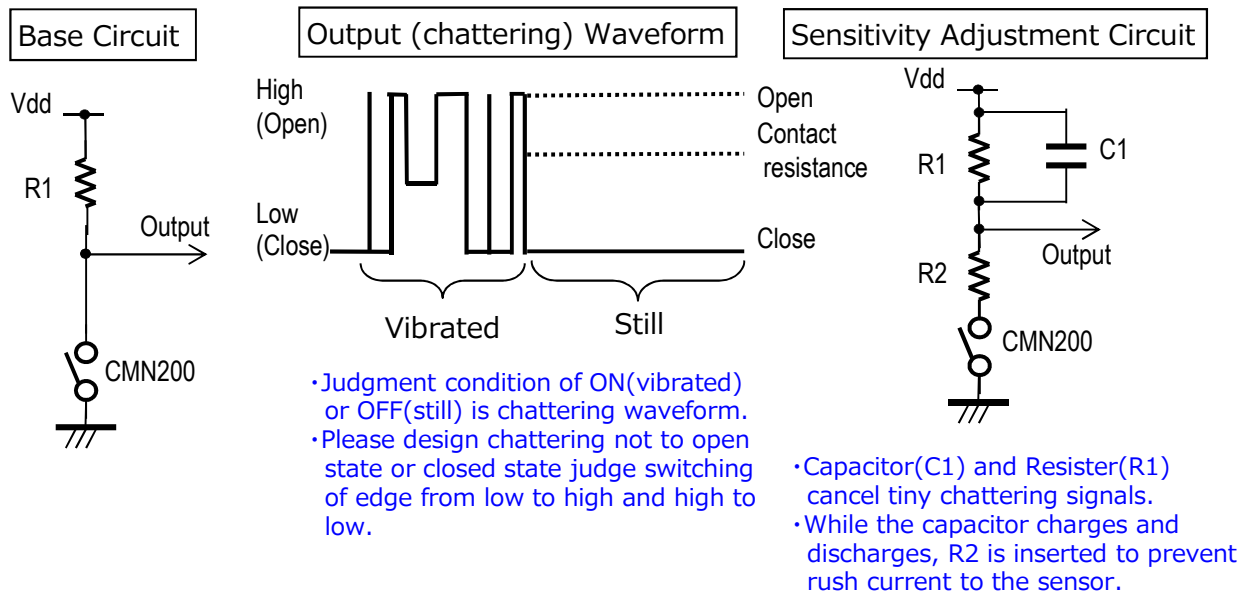 Base Circuit
Vdd
R1
Output
CMN200
Output (chattering) Waveform
High
(Open)
Low
(Close)
Open
Contact
resistance
Close
Vibrated
Still
・Judgment condition of ON(vibrated)
or OFF(still) is chattering waveform.
・Please design chattering not to open
state or closed state judge switching
of edge from low to high and high to
low.
Sensitivity Adjustment Circuit
Vdd
R1
C1
Output
R2
CMN200
・Capacitor(C1) and Resister(R1)
cancel tiny chattering signals.
・While the capacitor charges and
discharges, R2 is inserted to prevent
rush current to the sensor.